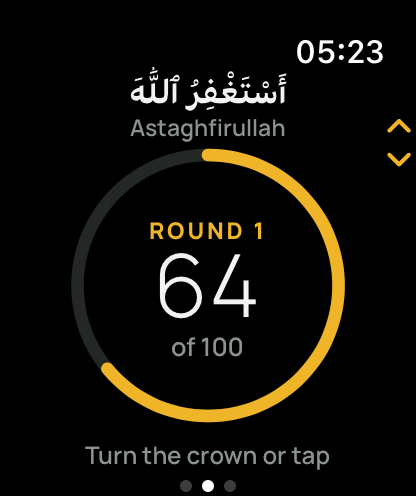 05:23
أَسْتَغْفِرُ ٱللَّهَ
Astaghfirullah
ROUND 1
64
of 100
Turn the crown or tap